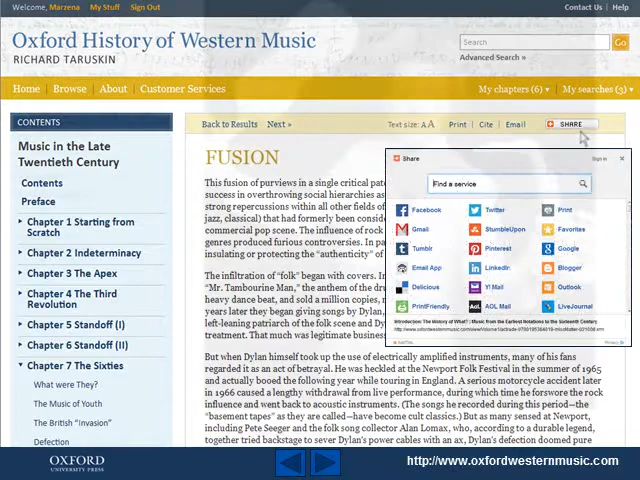 Welcome, Marzena My Stuff Sign Out
Contact Us | Help
Oxford History of Western Music
RICHARD TARUSKIN
Search Go
Advanced Search »
Home Browse About Customer Services
My chapters (6) My searches (3)
CONTENTS
Music in the Late
Twentieth Century
Contents
Preface
Chapter 1 Starting from
Scratch
Chapter 2 Indeterminacy
Chapter 3 The Apex
Chapter 4 The Third
Revolution
Chapter 5 Standoff (I)
Chapter 6 Standoff (II)
Chapter 7 The Sixties
What were They?
The Music of Youth
The British "Invasion"
Defection
Back to Results Next »
Text size: A A Print Cite Email SHARE
FUSION
This fusion of purviews in a single critical
success in overthrowing social hierarchies as
strong repercussions within all other fields of
jazz, classical) that had formerly been
commercial pop scene. The influence of rock
genres produced furious controversies. In
insulating or protecting the "authenticity" of
The infiltration of "folk" began with covers. In
"Mr. Tambourine Man," the anthem of the
heavy dance beat, and sold a million copies,
years later they began giving songs by Dylan,
left-leaning patriarch of the folk scene and
treatment. That much was legitimate business
But when Dylan himself took up the use of electrically amplified instruments, many of his fans
regarded it as an act of betrayal. He was heckled at the Newport Folk Festival in the summer of 1965
and actually booed the following year while touring in England. A serious motorcycle accident later
in 1966 caused a lengthy withdrawal from live performance, during which time he forswore the rock
influence and went back to acoustic instruments. (The songs he recorded during this period—the
"basement tapes" as they are called—have become cult classics.) But as many sensed at Newport,
including Pete Seeger and the folk song collector Alan Lomax, who, according to a durable legend,
together tried backstage to sever Dylan's power cables with an ax, Dylan's defection doomed pure
Share Sign in
Find a service
Facebook Twitter Print
Gmail StumbleUpon Favorites
Tumblr Pinterest Google
Email App LinkedIn Blogger
Delicious Y! Mail Outlook
PrintFriendly AOL Mail LiveJournal
Introduction: The History of What? : Music from the Earliest Notations to the Sixteenth Century
OXFORD
UNIVERSITY PRESS
http://www.oxfordwesternmusic.com